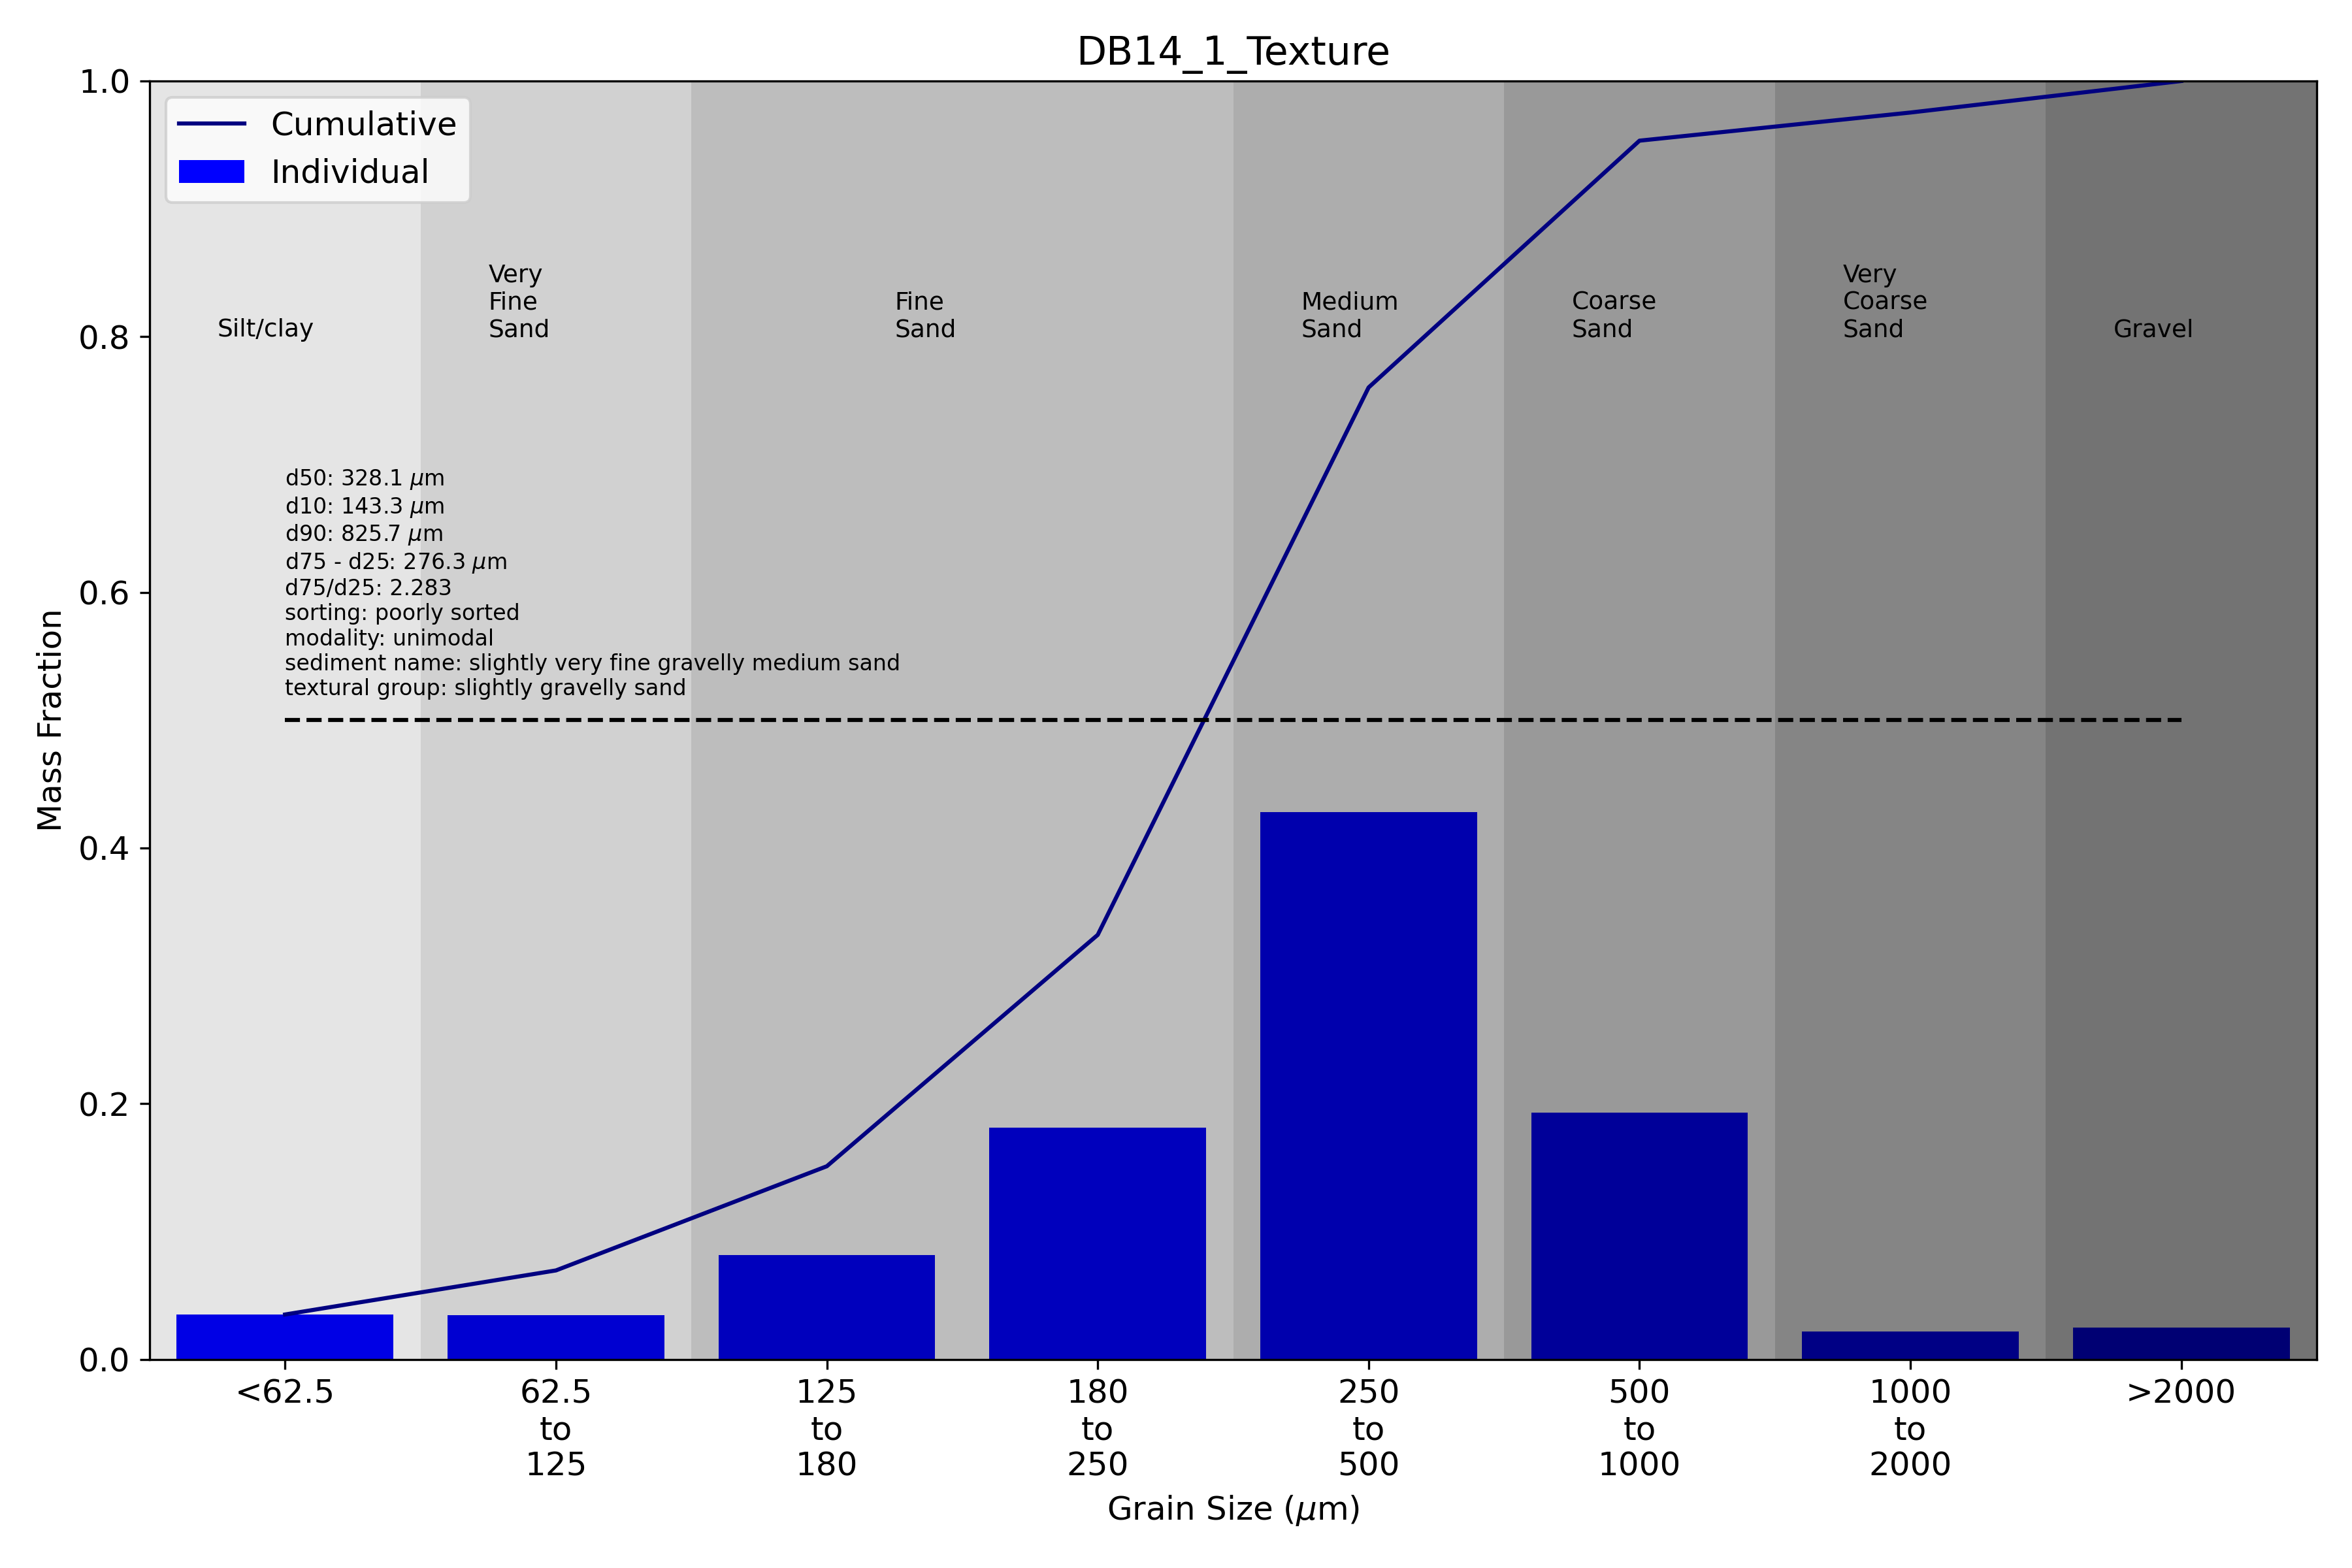 DB14_1_Texture
1.0
0.8
0.6
0.4
0.2
0.0
Mass Fraction
Cumulative
Individual
Silt/clay
Very
Fine
Sand
Fine
Sand
Medium
Sand
Coarse
Sand
Very
Coarse
Sand
Gravel
d50: 328.1 μm
d10: 143.3 μm
d90: 825.7 μm
d75 - d25: 276.3 μm
d75/d25: 2.283
sorting: poorly sorted
modality: unimodal
sediment name: slightly very fine gravelly medium sand
textural group: slightly gravelly sand
<62.5
62.5
to
125
125
to
180
180
to
250
250
to
500
500
to
1000
1000
to
2000
>2000
Grain Size (μm)